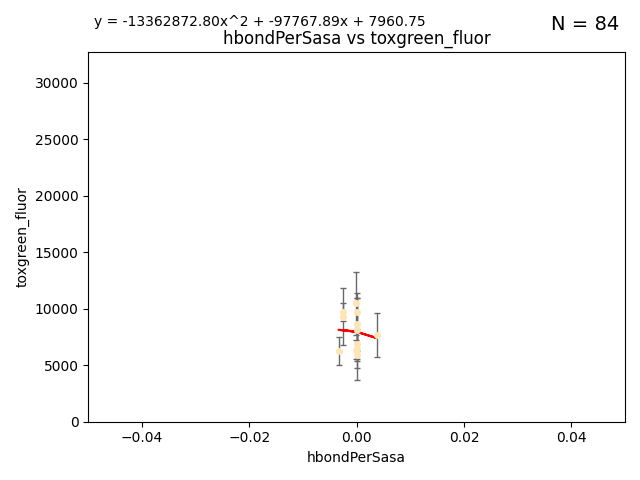 y = -13362872.80x^2 + -97767.89x + 7960.75
N = 84
hbondPerSasa vs toxgreen_fluor
30000
25000
20000
15000
10000
5000
0
toxgreen_fluor
−0.04
−0.02
0.00
0.02
0.04
hbondPerSasa